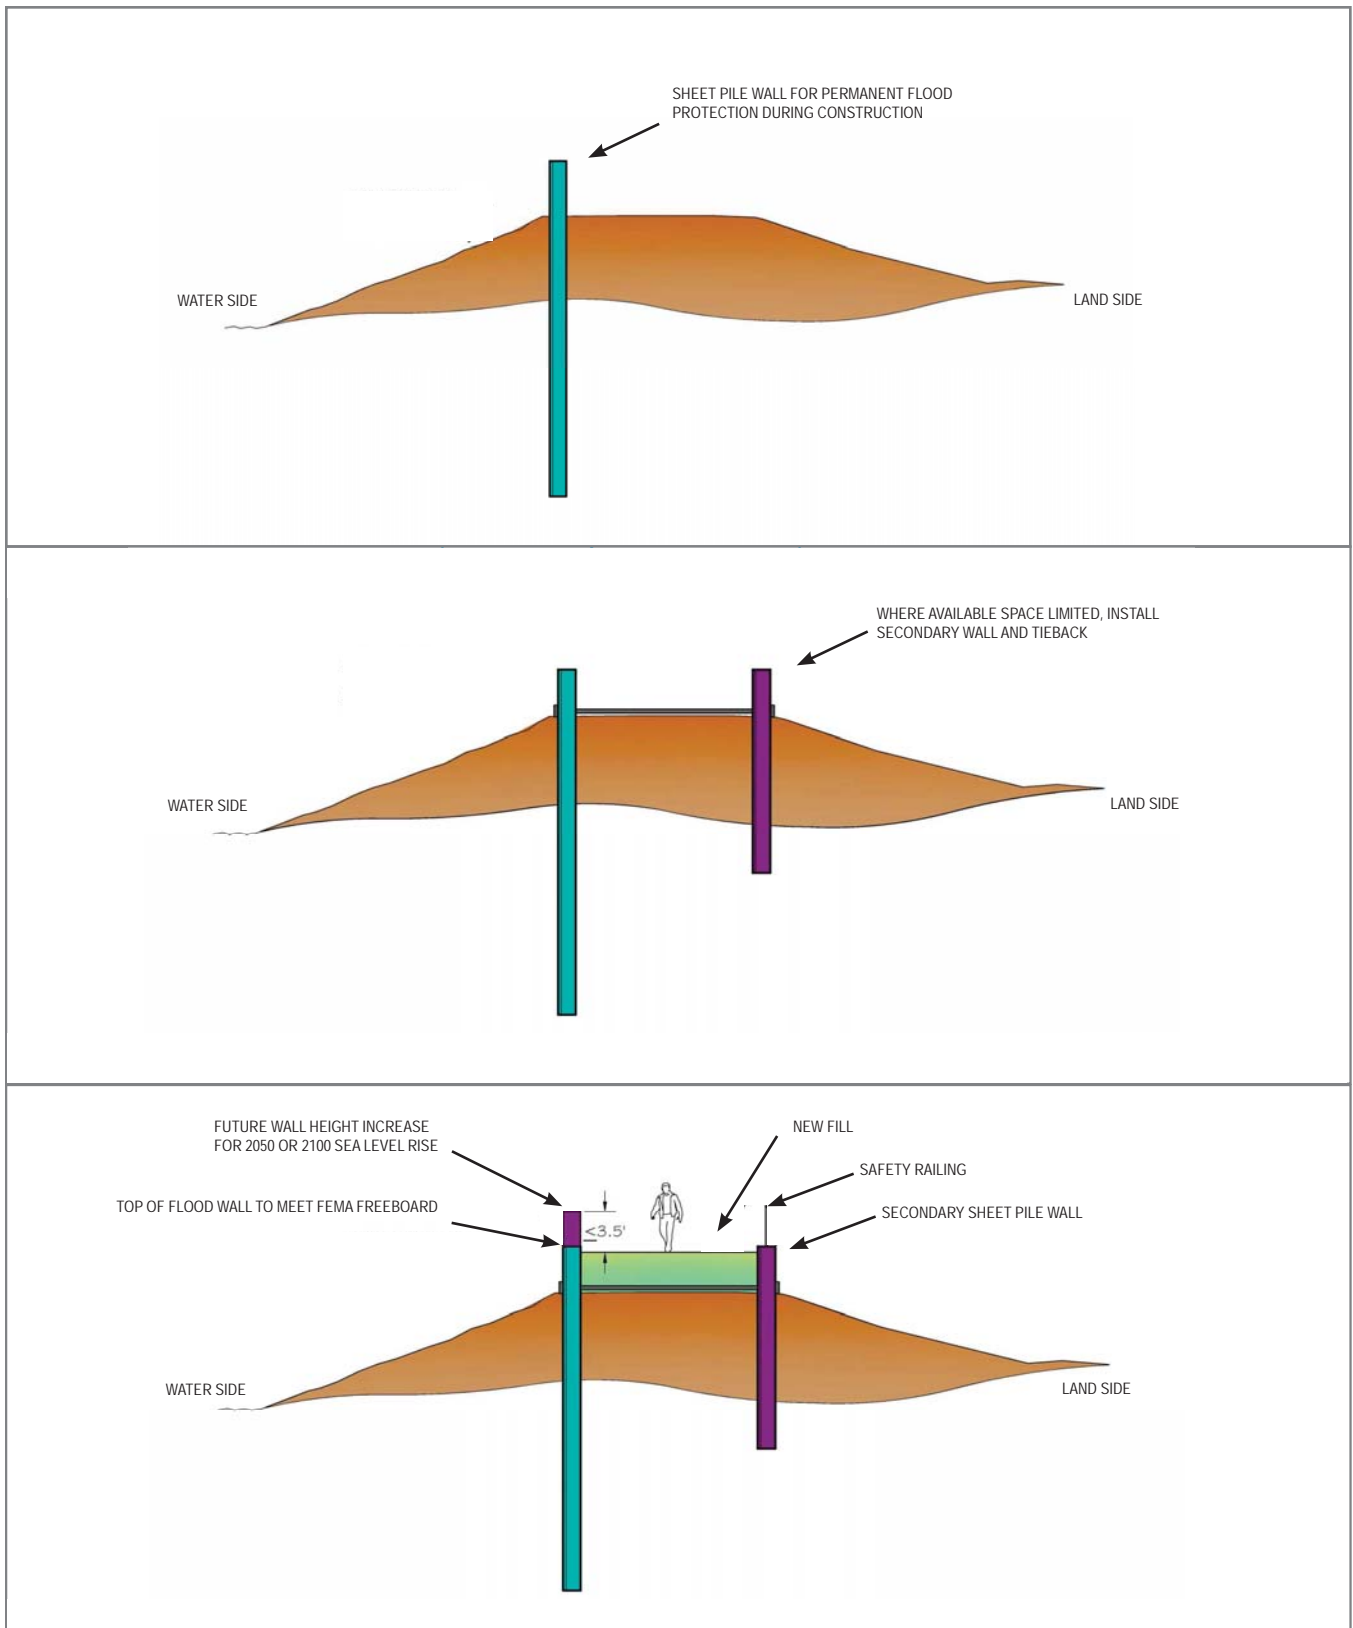 SHEET PILE WALL FOR PERMANENT FLOOD
PROTECTION DURING CONSTRUCTION
WATER SIDE
LAND SIDE
WHERE AVAILABLE SPACE LIMITED, INSTALL
SECONDARY WALL AND TIEBACK
WATER SIDE
LAND SIDE
FUTURE WALL HEIGHT INCREASE
FOR 2050 OR 2100 SEA LEVEL RISE
NEW FILL
SAFETY RAILING
TOP OF FLOOD WALL TO MEET FEMA FREEBOARD
SECONDARY SHEET PILE WALL
≤3.5'
WATER SIDE
LAND SIDE